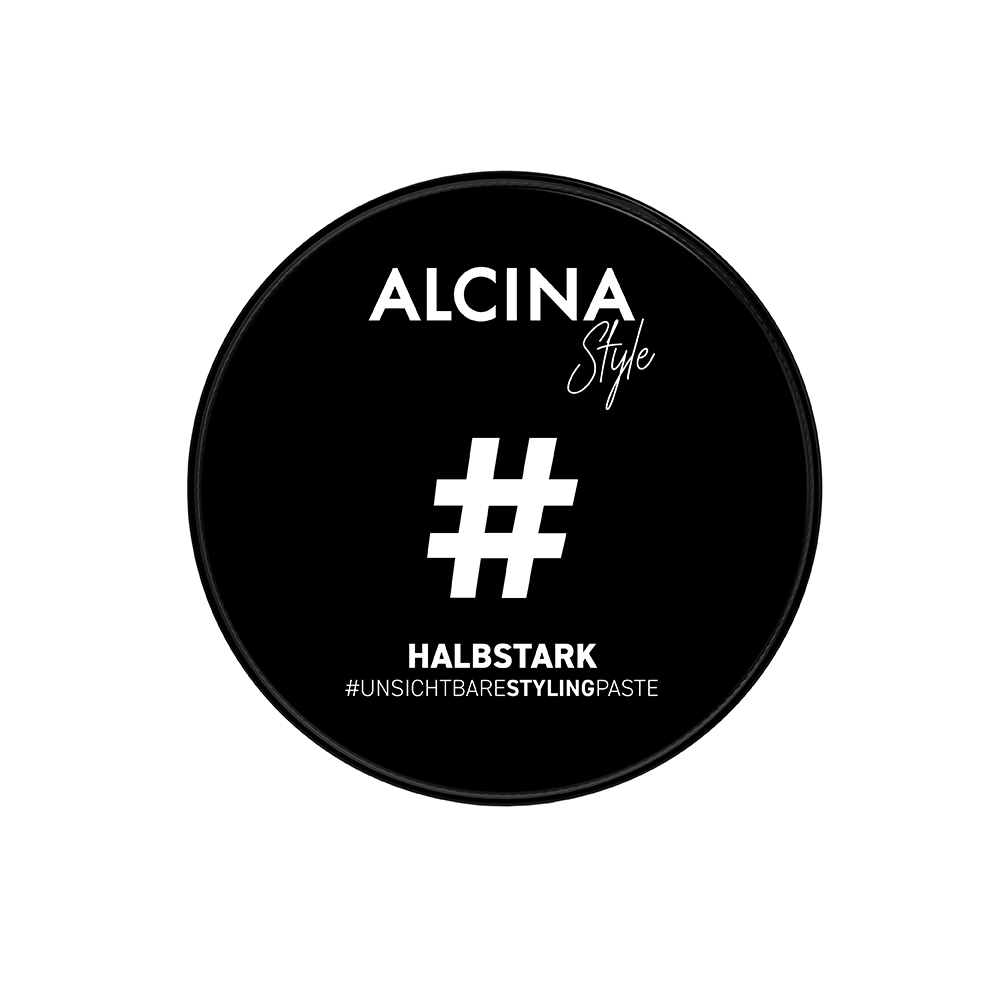 ALCINA
Style
#
HALBSTARK
#UNSICHTBARESTYLINGPASTE